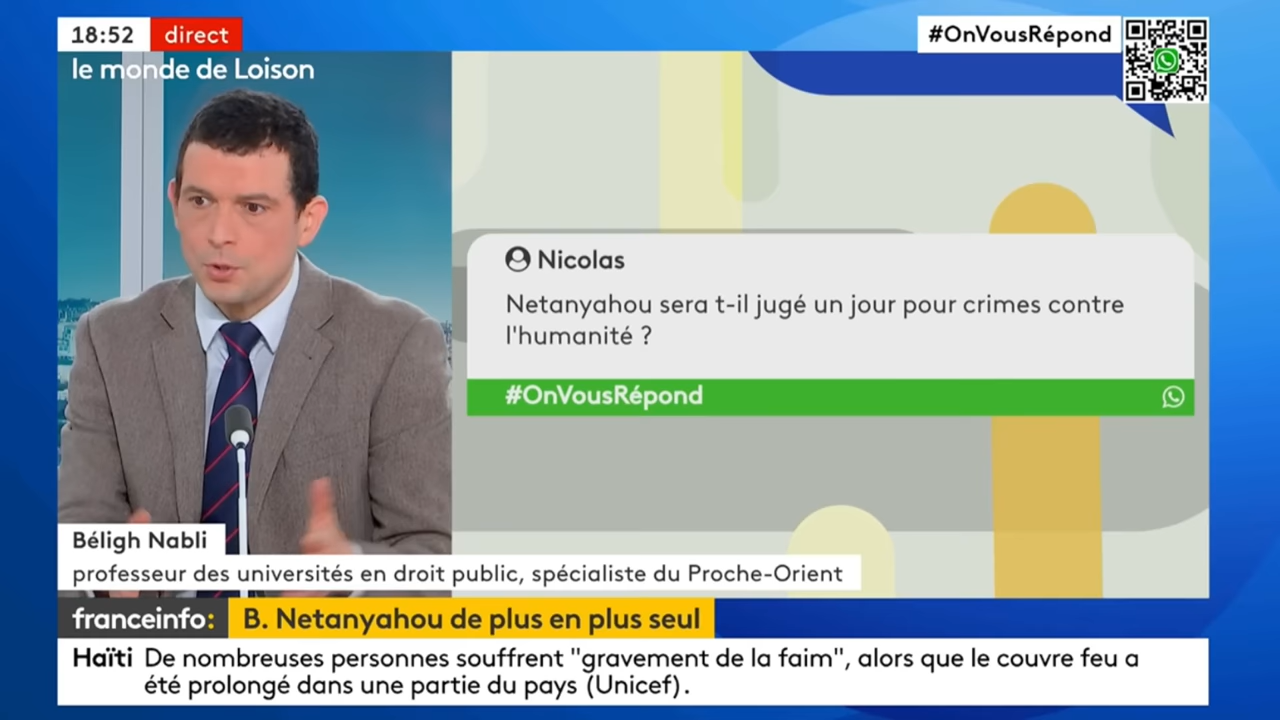 18:52 direct
#OnVousRépond
le monde de Loison
Nicolas
Netanyahou sera t-il jugé un jour pour crimes contre
l'humanité ?
#OnVousRépond
Béligh Nabli
professeur des universités en droit public, spécialiste du Proche-Orient
franceinfo: B. Netanyahou de plus en plus seul
Haïti De nombreuses personnes souffrent "gravement de la faim", alors que le couvre feu a
été prolongé dans une partie du pays (Unicef).